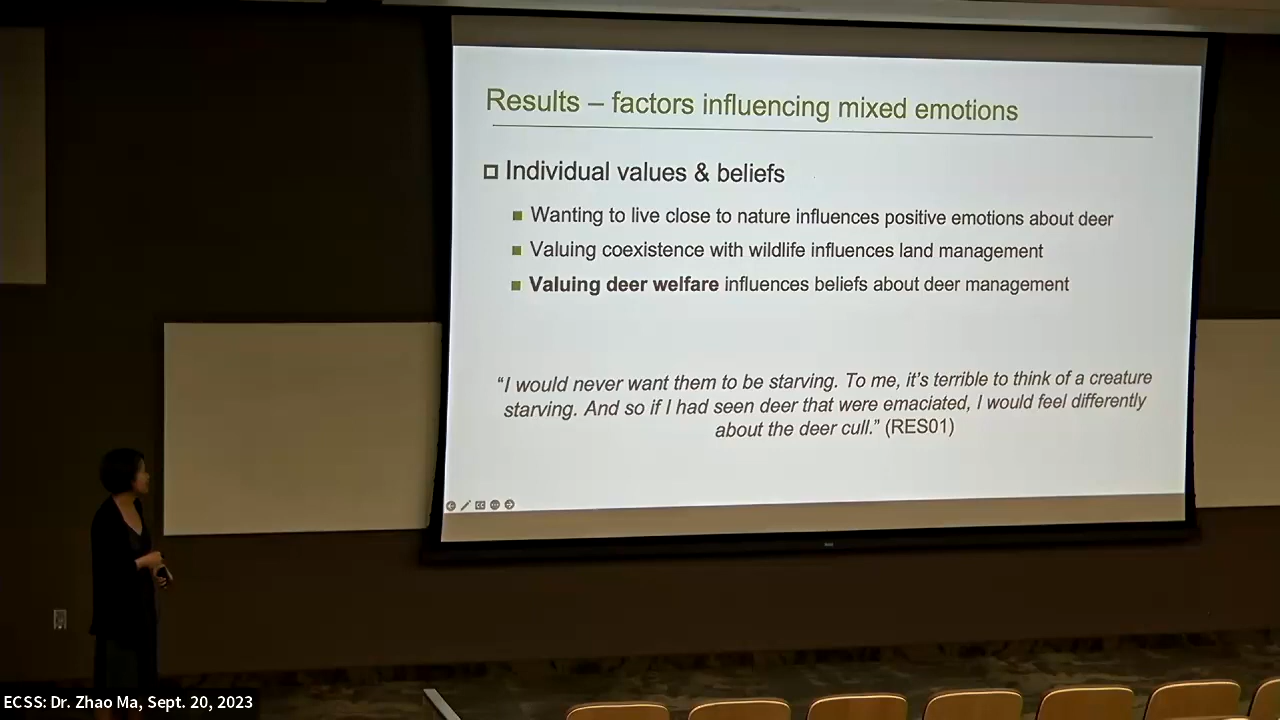 Results – factors influencing mixed emotions
Individual values & beliefs
Wanting to live close to nature influences positive emotions about deer
Valuing coexistence with wildlife influences land management
Valuing deer welfare influences beliefs about deer management
“I would never want them to be starving. To me, it’s terrible to think of a creature
starving. And so if I had seen deer that were emaciated, I would feel differently
about the deer cull.” (RES01)
ECSS: Dr. Zhao Ma, Sept. 20, 2023